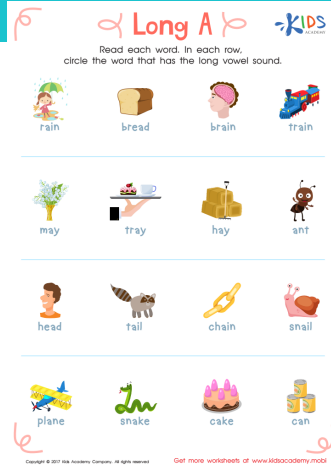 Long A
KIDS
ACADEMY
Read each word. In each row,
circle the word that has the long vowel sound.
rain bread brain train
may tray hay ant
head tail chain snail
plane snake cake can
Copyright © 2017 Kids Academy Company. All rights reserved
Get more worksheets at www.kidsacademy.mobi